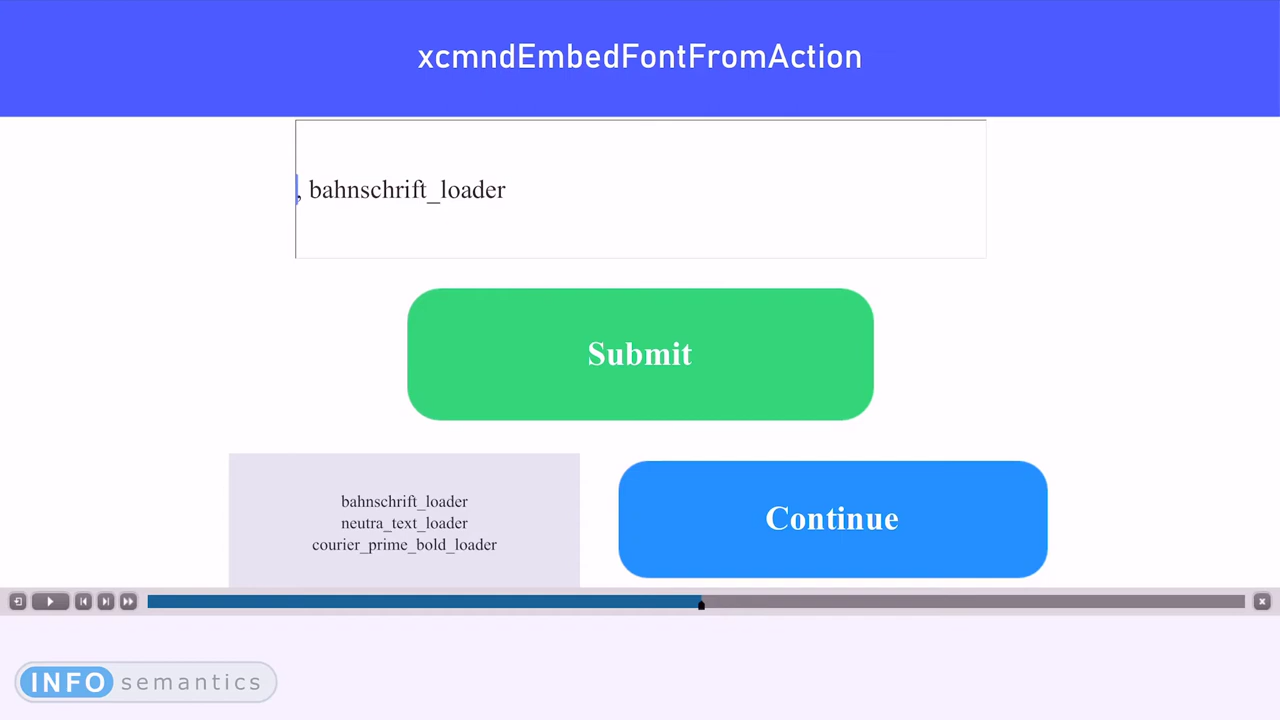 xcmndEmbedFontFromAction
, bahnschrift_loader
Submit
bahnschrift_loader
neutra_text_loader
courier_prime_bold_loader
Continue
INFO semantics